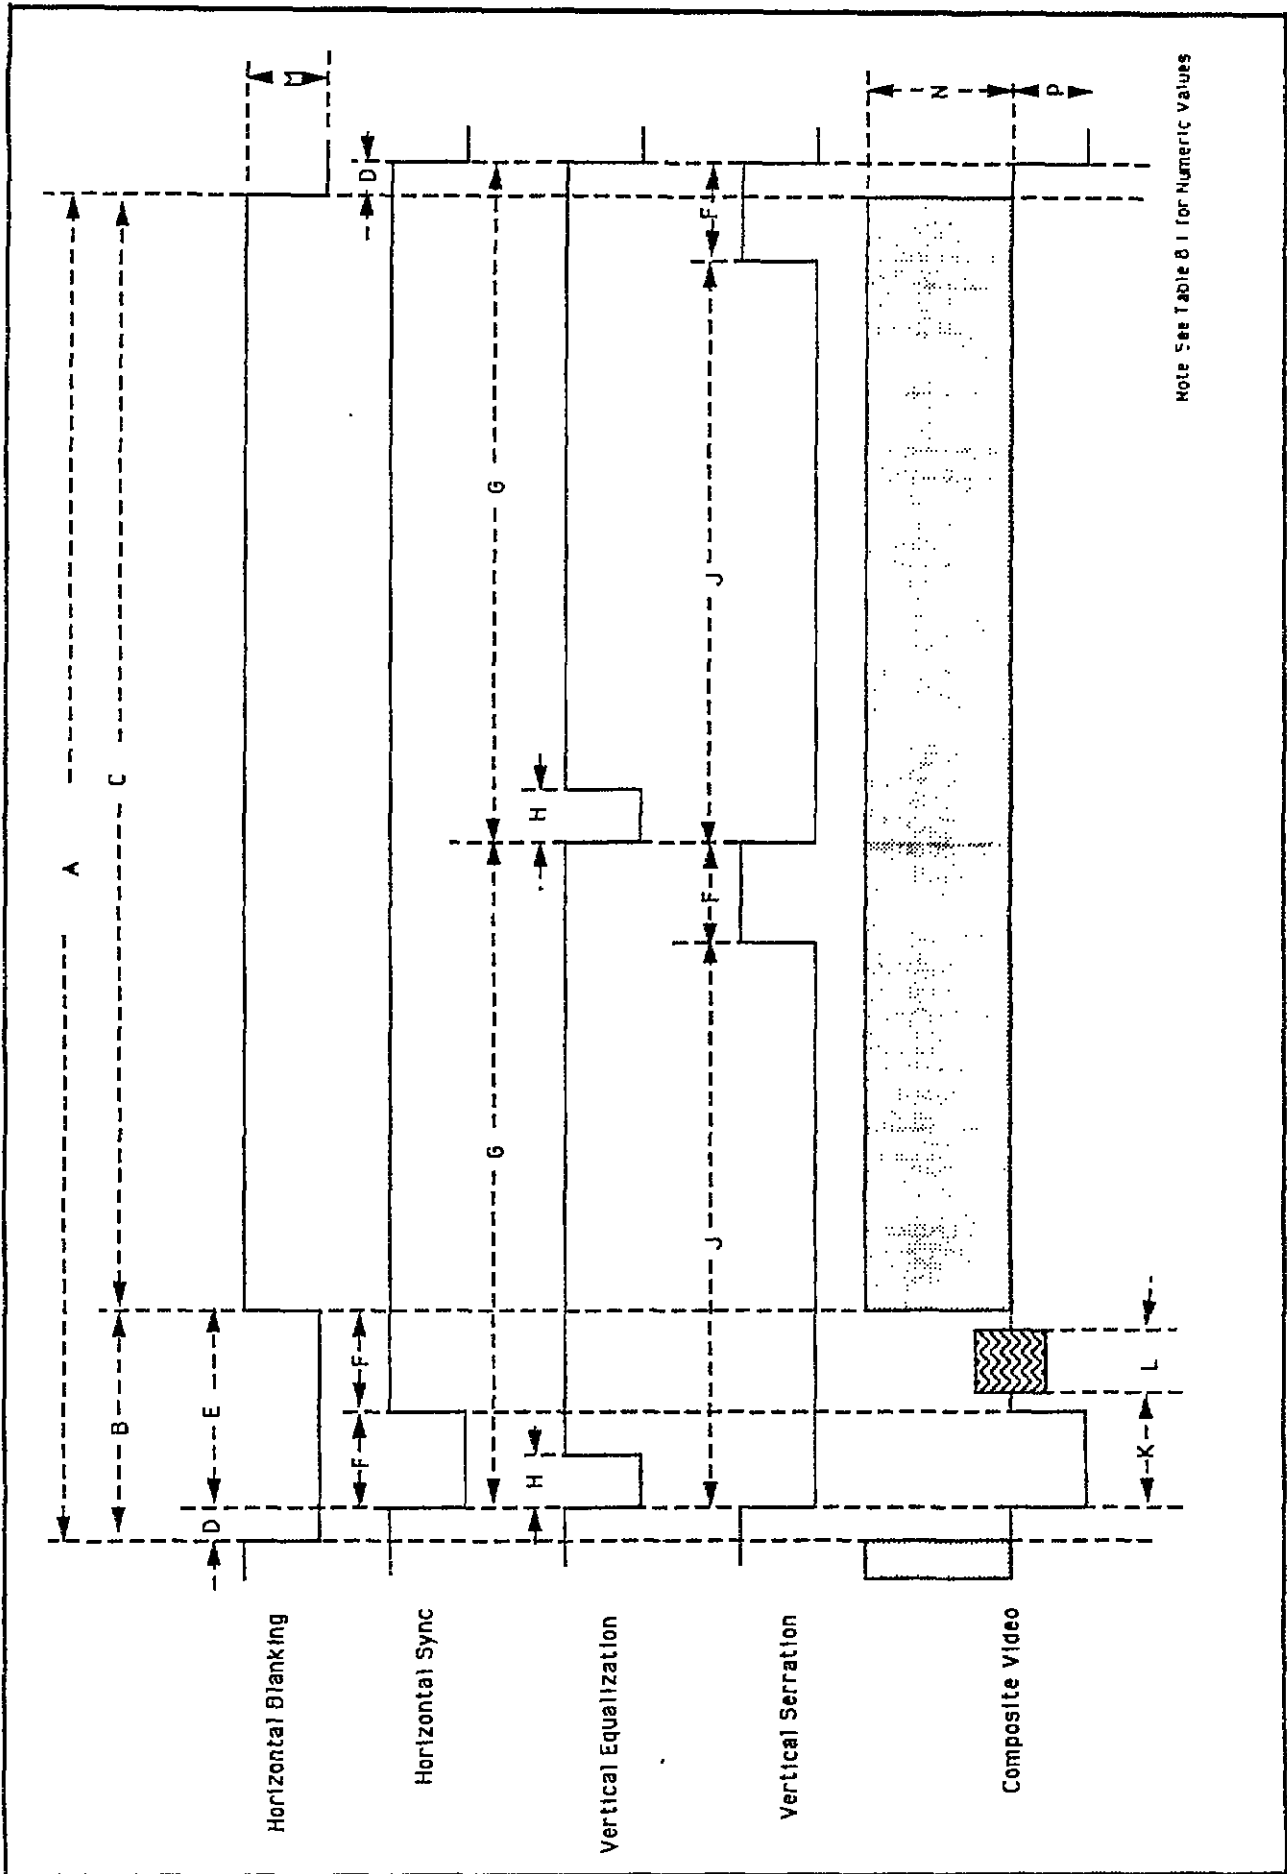 A
B
C
M
D
E
D
Horizontal Blanking
F
F
Horizontal Sync
G
G
H
H
Vertical Equalization
J
F
J
F
Vertical Serration
N
P
Composite Video
K
L
Note See Table 8 1 for Numeric Values